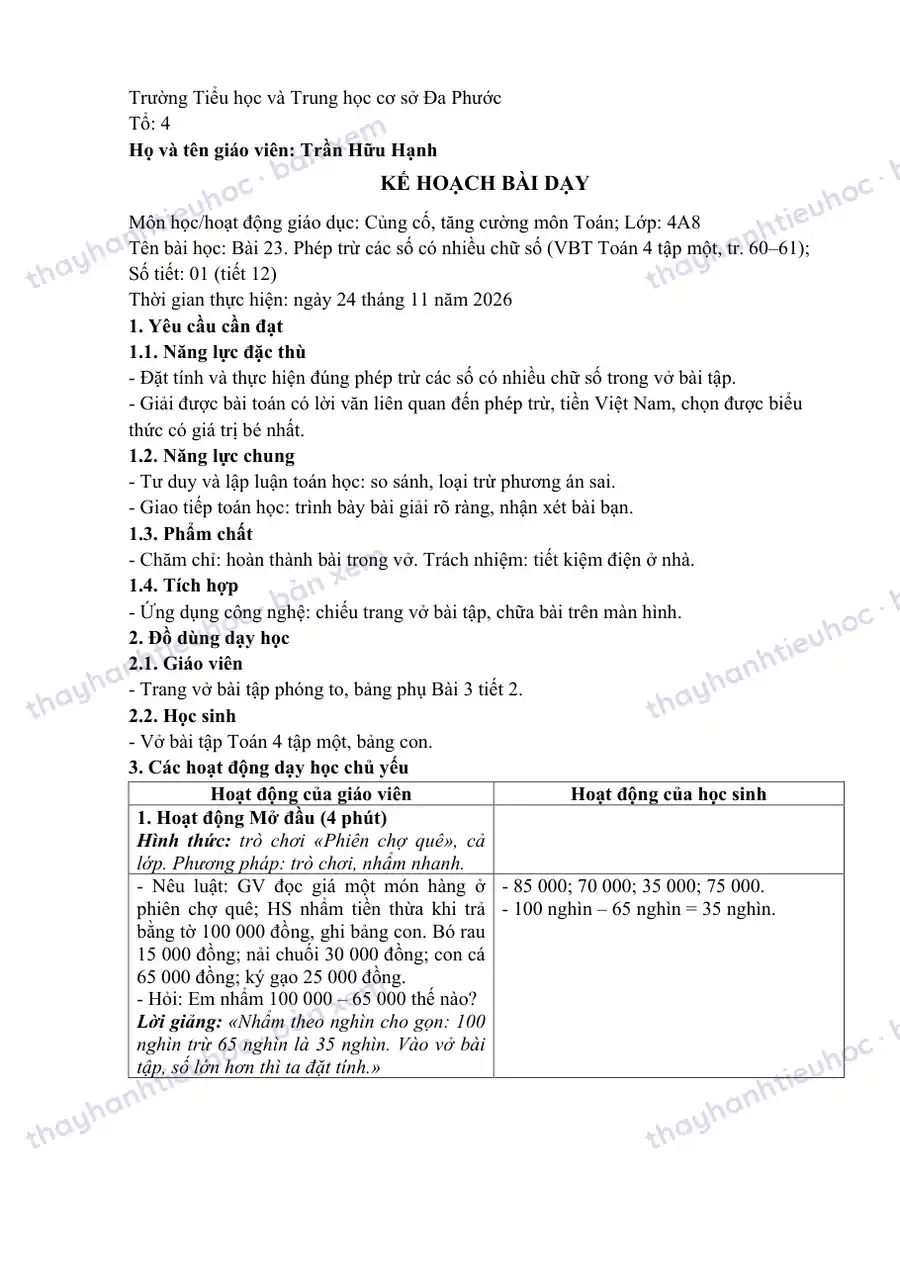 Trường Tiểu học và Trung học cơ sở Đa Phước
Tổ: 4
Họ và tên giáo viên: Trần Hữu Hạnh
KẾ HOẠCH BÀI DẠY
Môn học/hoạt động giáo dục: Củng cố, tăng cường môn Toán; Lớp: 4A8
Tên bài học: Bài 23. Phép trừ các số có nhiều chữ số (VBT Toán 4 tập một, tr. 60–61);
Số tiết: 01 (tiết 12)
Thời gian thực hiện: ngày 24 tháng 11 năm 2026
1. Yêu cầu cần đạt
1.1. Năng lực đặc thù
- Đặt tính và thực hiện đúng phép trừ các số có nhiều chữ số trong vở bài tập.
- Giải được bài toán có lời văn liên quan đến phép trừ, tiền Việt Nam, chọn được biểu
thức có giá trị bé nhất.
1.2. Năng lực chung
- Tư duy và lập luận toán học: so sánh, loại trừ phương án sai.
- Giao tiếp toán học: trình bày bài giải rõ ràng, nhận xét bài bạn.
1.3. Phẩm chất
- Chăm chỉ: hoàn thành bài trong vở. Trách nhiệm: tiết kiệm điện ở nhà.
1.4. Tích hợp
- Ứng dụng công nghệ: chiếu trang vở bài tập, chữa bài trên màn hình.
2. Đồ dùng dạy học
2.1. Giáo viên
- Trang vở bài tập phóng to, bảng phụ Bài 3 tiết 2.
2.2. Học sinh
- Vở bài tập Toán 4 tập một, bảng con.
3. Các hoạt động dạy học chủ yếu
Hoạt động của giáo viên
Hoạt động của học sinh
1. Hoạt động Mở đầu (4 phút)
Hình thức: trò chơi «Phiên chợ quê», cả
lớp. Phương pháp: trò chơi, nhẩm nhanh.
- Nêu luật: GV đọc giá một món hàng ở
phiên chợ quê; HS nhẩm tiền thừa khi trả
bằng tờ 100 000 đồng, ghi bảng con. Bó rau
15 000 đồng; nải chuối 30 000 đồng; con cá
65 000 đồng; ký gạo 25 000 đồng.
- Hỏi: Em nhẩm 100 000 – 65 000 thế nào?
Lời giảng: «Nhẩm theo nghìn cho gọn: 100
nghìn trừ 65 nghìn là 35 nghìn. Vào vở bài
tập, số lớn hơn thì ta đặt tính.»
- 85 000; 70 000; 35 000; 75 000.
- 100 nghìn – 65 nghìn = 35 nghìn.
thayhanhtieuhoc · bản xem
thayhanhtieuhoc · b
thayhanhtieuhoc · bản xem
thayhanhtieuhoc · b
thayhanhtieuhoc · bản xem
thayhanhtieuhoc · b